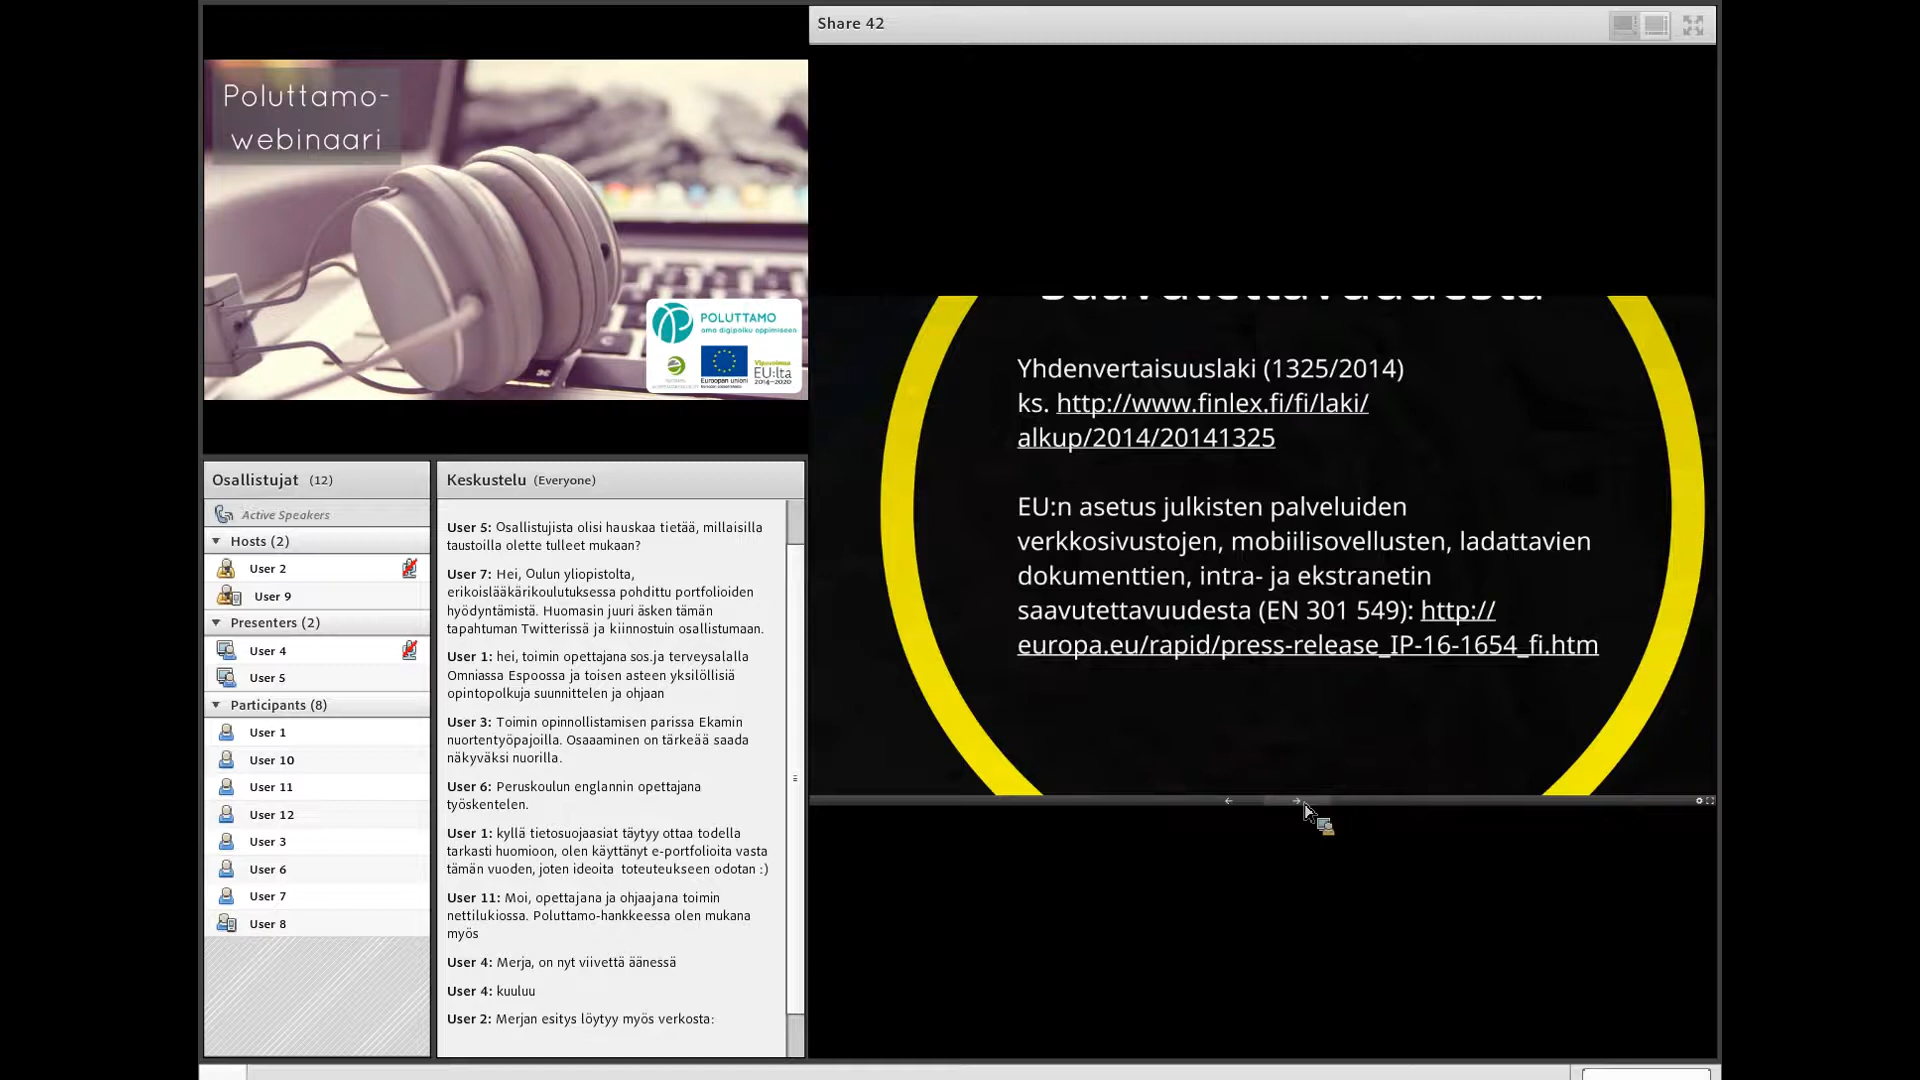 Share 42
Poluttamo-
webinaari
POLUTTAMO
oma digipolku oppimiseen
Euroopan unioni
Vipuvoimaa
EU:lta
2014–2020
Osallistujat (12)
Active Speakers
Hosts (2)
User 2
User 9
Presenters (2)
User 4
User 5
Participants (8)
User 1
User 10
User 11
User 12
User 3
User 6
User 7
User 8
Keskustelu (Everyone)
User 5: Osallistujista olisi hauskaa tietää, millaisilla
taustoilla olette tulleet mukaan?
User 7: Hei, Oulun yliopistolta,
erikoislääkärikoulutuksessa pohdittu portfolioiden
hyödyntämistä. Huomasin juuri äsken tämän
tapahtuman Twitterissä ja kiinnostuin osallistumaan.
User 1: hei, toimin opettajana sos.ja terveysalalla
Omniassa Espoossa ja toisen asteen yksilöllisiä
opintopolkuja suunnittelen ja ohjaan
User 3: Toimin opinnollistamisen parissa Ekamin
nuortentyöpajoilla. Osaaaminen on tärkeää saada
näkyväksi nuorilla.
User 6: Peruskoulun englannin opettajana
työskentelen.
User 1: kyllä tietosuojaasiat täytyy ottaa todella
tarkasti huomioon, olen käyttänyt e-portfolioita vasta
tämän vuoden, joten ideoita toteuteukseen odotan :)
User 11: Moi, opettajana ja ohjaajana toimin
nettilukiossa. Poluttamo-hankkeessa olen mukana
myös
User 4: Merja, on nyt viivettä äänessä
User 4: kuuluu
User 2: Merjan esitys löytyy myös verkosta:
Saavutettavuudesta
Yhdenvertaisuuslaki (1325/2014)
ks. http://www.finlex.fi/fi/laki/
alkup/2014/20141325
EU:n asetus julkisten palveluiden
verkkosivustojen, mobiilisovellusten, ladattavien
dokumenttien, intra- ja ekstranetin
saavutettavuudesta (EN 301 549): http://
europa.eu/rapid/press-release_IP-16-1654_fi.htm